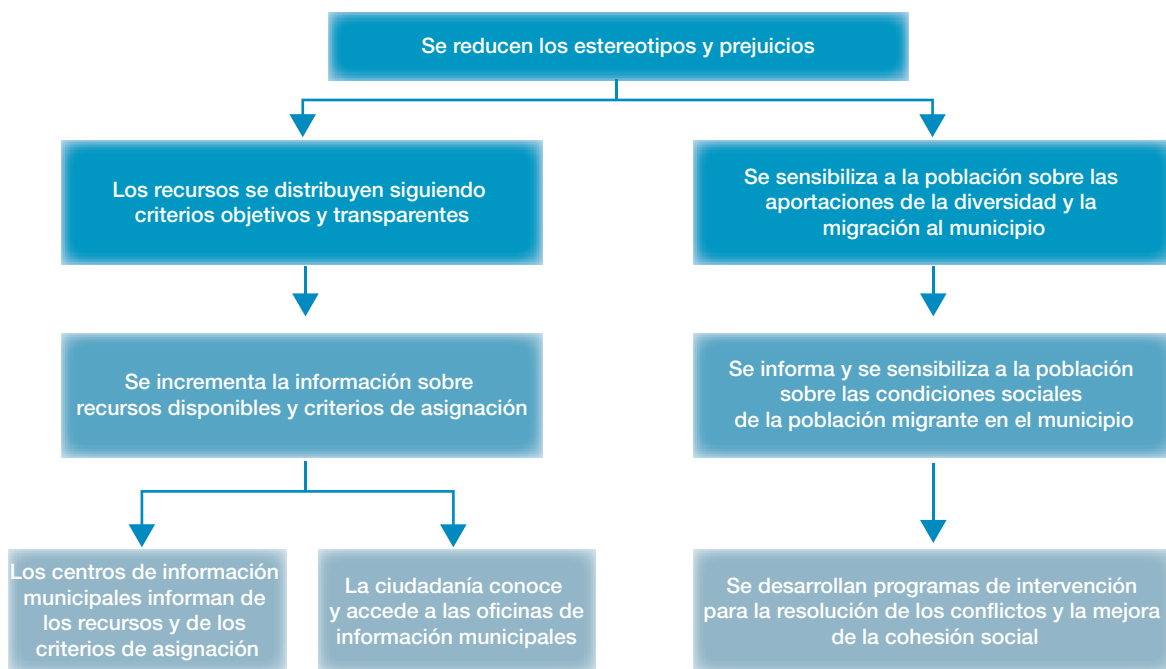 Se reducen los estereotipos y prejuicios
Los recursos se distribuyen siguiendo
criterios objetivos y transparentes
Se sensibiliza a la población sobre las
aportaciones de la diversidad y la
migración al municipio
Se incrementa la información sobre
recursos disponibles y criterios de asignación
Se informa y se sensibiliza a la población
sobre las condiciones sociales
de la población migrante en el municipio
Los centros de información
municipales informan de
los recursos y de los
criterios de asignación
La ciudadanía conoce
y accede a las oficinas de
información municipales
Se desarrollan programas de intervención
para la resolución de los conflictos y la mejora
de la cohesión social